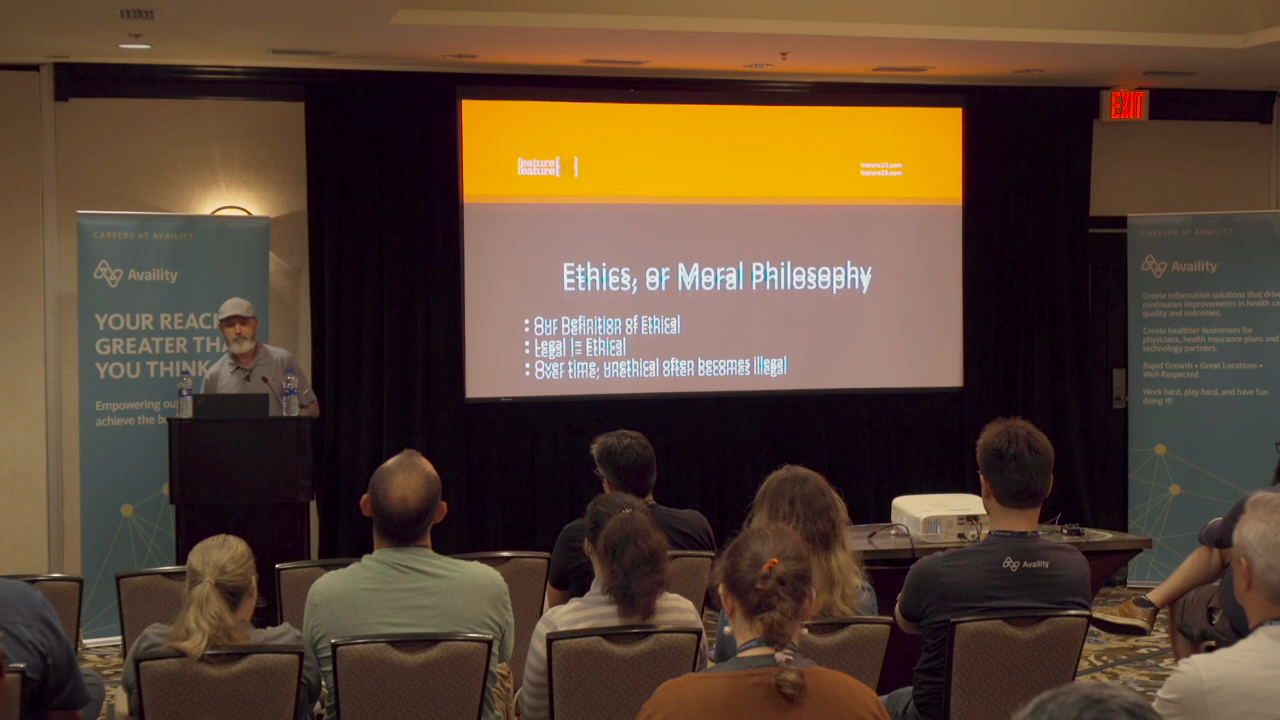 EXIT
feature[ ]
feature23.com
Ethics, or Moral Philosophy
• Our Definition of Ethical
• Legal != Ethical
• Over time, unethical often becomes illegal
CAREERS AT AVAILITY
Availity
YOUR REACH
GREATER THA
YOU THINK
Empowering ou
achieve the b
CAREERS AT AVAILITY
Availity
Create information solutions that driv
continuous improvements in health c
quality and outcomes.
Create healthier businesses for
physicians, health insurance plans and
technology partners.
Rapid Growth • Great Locations •
Well-Respected
Work hard, play hard, and have fun
doing it!
Availity